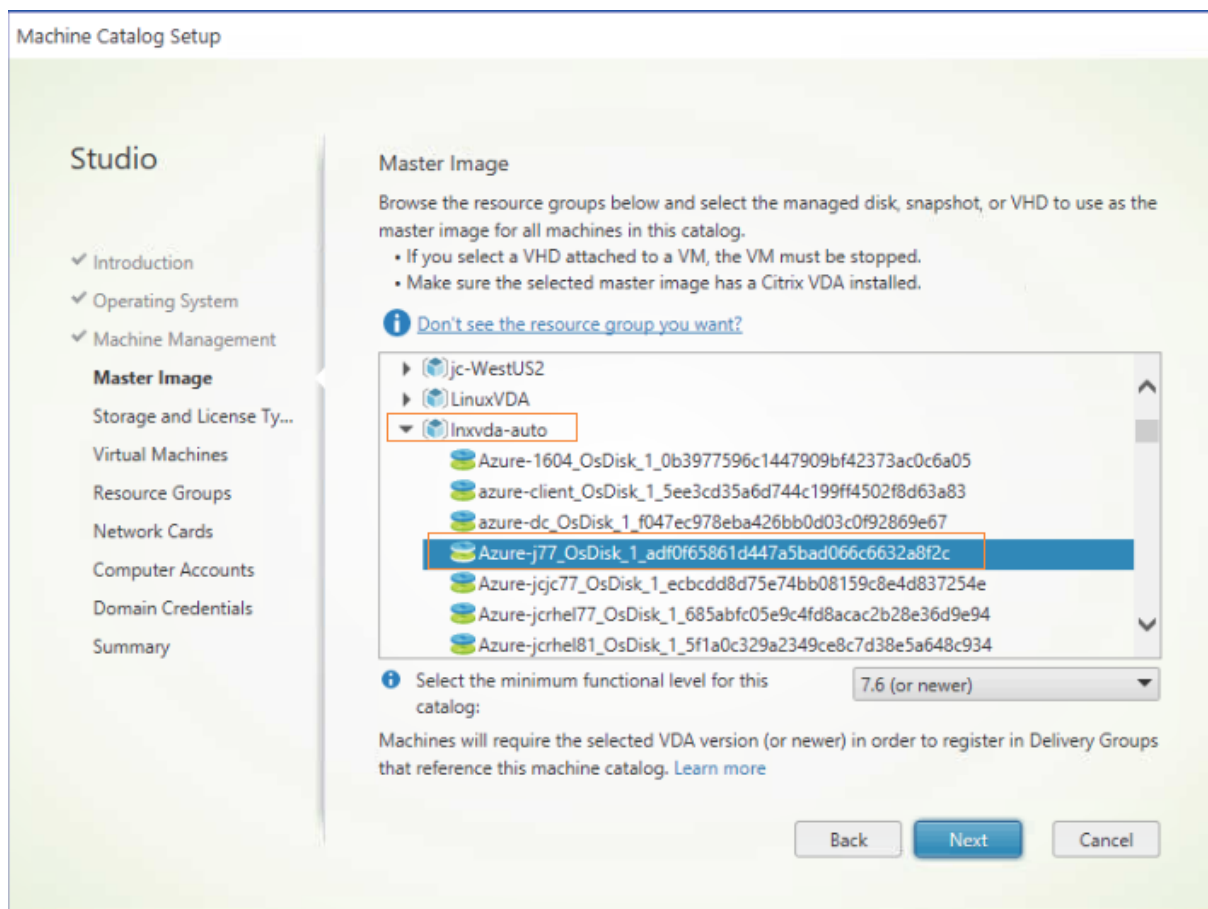 Machine Catalog Setup
Studio
Introduction
Operating System
Machine Management
Master Image
Storage and License Ty...
Virtual Machines
Resource Groups
Network Cards
Computer Accounts
Domain Credentials
Summary
Master Image
Browse the resource groups below and select the managed disk, snapshot, or VHD to use as the
master image for all machines in this catalog.
• If you select a VHD attached to a VM, the VM must be stopped.
• Make sure the selected master image has a Citrix VDA installed.
Don't see the resource group you want?
jc-WestUS2
LinuxVDA
lnxvda-auto
Azure-1604_OsDisk_1_0b3977596c1447909bf42373ac0c6a05
azure-client_OsDisk_1_5ee3cd35a6d744c199ff4502f8d63a83
azure-dc_OsDisk_1_f047ec978eba426bb0d03c0f92869e67
Azure-j77_OsDisk_1_adf0f65861d447a5bad066c6632a8f2c
Azure-jcjc77_OsDisk_1_ecbcdd8d75e74bb08159c8e4d837254e
Azure-jcrhel77_OsDisk_1_685abfc05e9c4fd8acac2b28e36d9e94
Azure-jcrhel81_OsDisk_1_5f1a0c329a2349ce8c7d38e5a648c934
Select the minimum functional level for this
catalog:
7.6 (or newer)
Machines will require the selected VDA version (or newer) in order to register in Delivery Groups
that reference this machine catalog. Learn more
Back
Next
Cancel